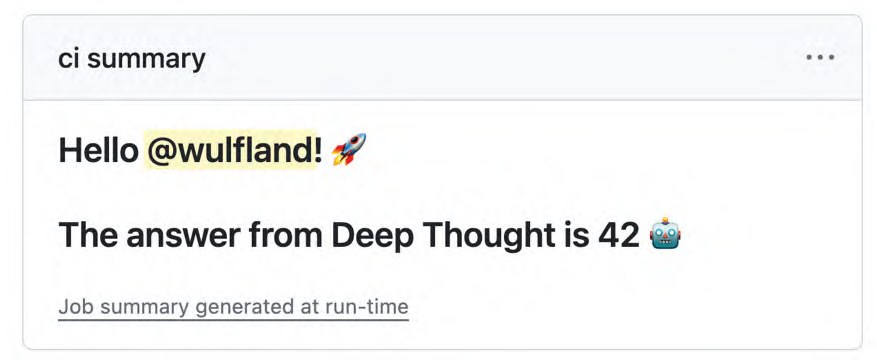 ci summary
Hello @wulfland! 🚀
The answer from Deep Thought is 42 🤖
Job summary generated at run-time